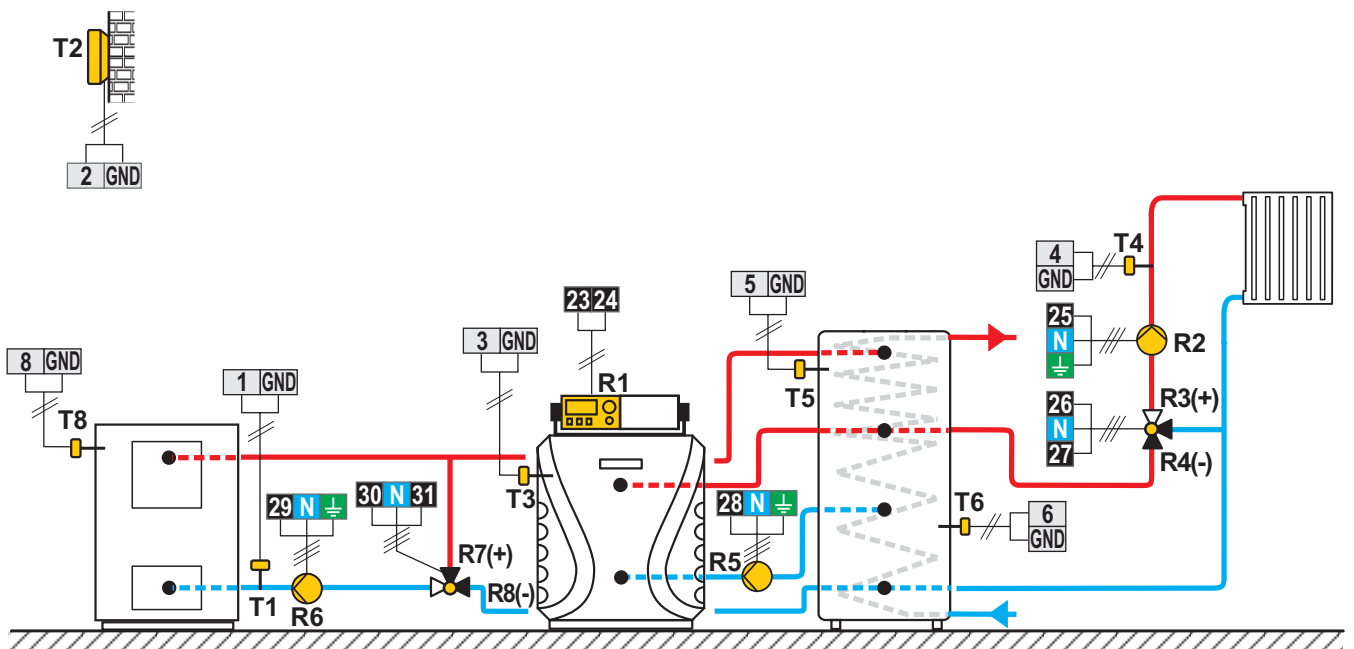 T2
2 GND
4
GND
T4
5 GND
23 24
25
N
R2
3 GND
8 GND
1 GND
R1
T5
26
N
27
R3(+)
R4(-)
T8
T3
29 N
30 N 31
28 N
T6
6
GND
R7(+)
R5
R8(-)
T1
R6